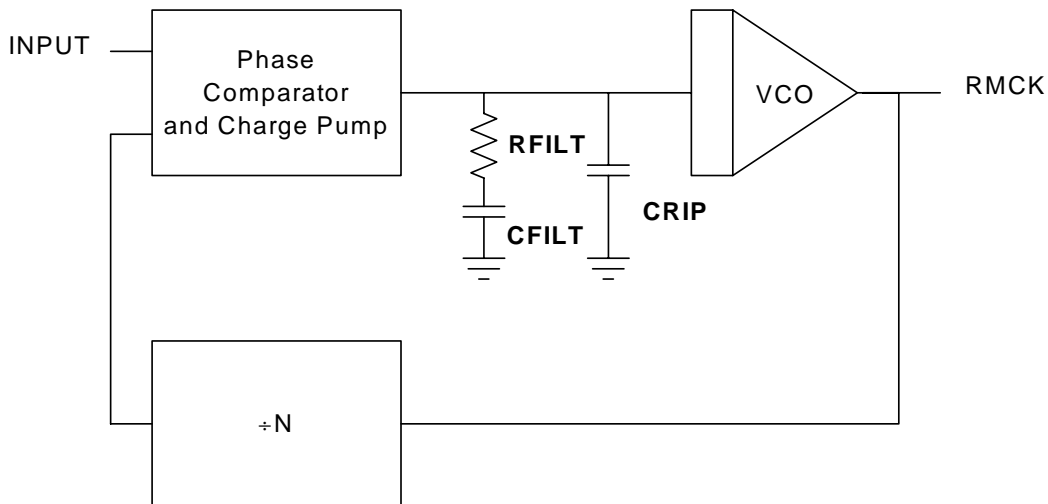 INPUT
Phase
Comparator
and Charge Pump
VCO
RMCK
RFILT
CRIP
CFILT
÷N